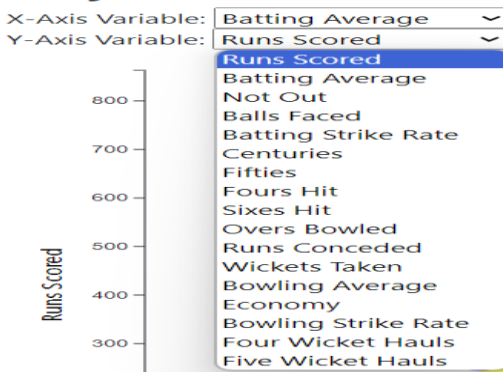 X-Axis Variable: Batting Average
Y-Axis Variable: Runs Scored
Runs Scored
Batting Average
Not Out
Balls Faced
Batting Strike Rate
Centuries
Fifties
Fours Hit
Sixes Hit
Overs Bowled
Runs Conceded
Wickets Taken
Bowling Average
Economy
Bowling Strike Rate
Four Wicket Hauls
Five Wicket Hauls
800
700
600
500
400
300
Runs Scored